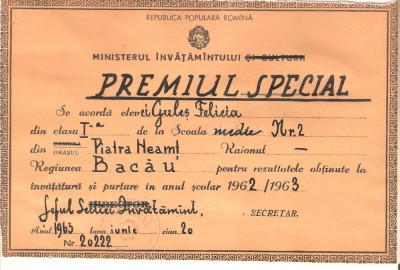 REPUBLICA POPULARĂ ROMÎNĂ
MINISTERUL ÎNVĂȚĂMÎNTULUI ȘI CULTURII
PREMIUL SPECIAL
Se acordă elevei Guleș Felicia
din clasa I-a de la Școala medie Nr.2
din COMUNA ORAȘUL Piatra Neamț Raionul —
Regiunea Bacău pentru rezultatele obținute la
învățătură și purtare în anul școlar 1962/1963
DIRECTOR
Șeful Secției Învățămînt, SECRETAR,
Anul 1963 luna iunie ziua 20
Nr. 20222